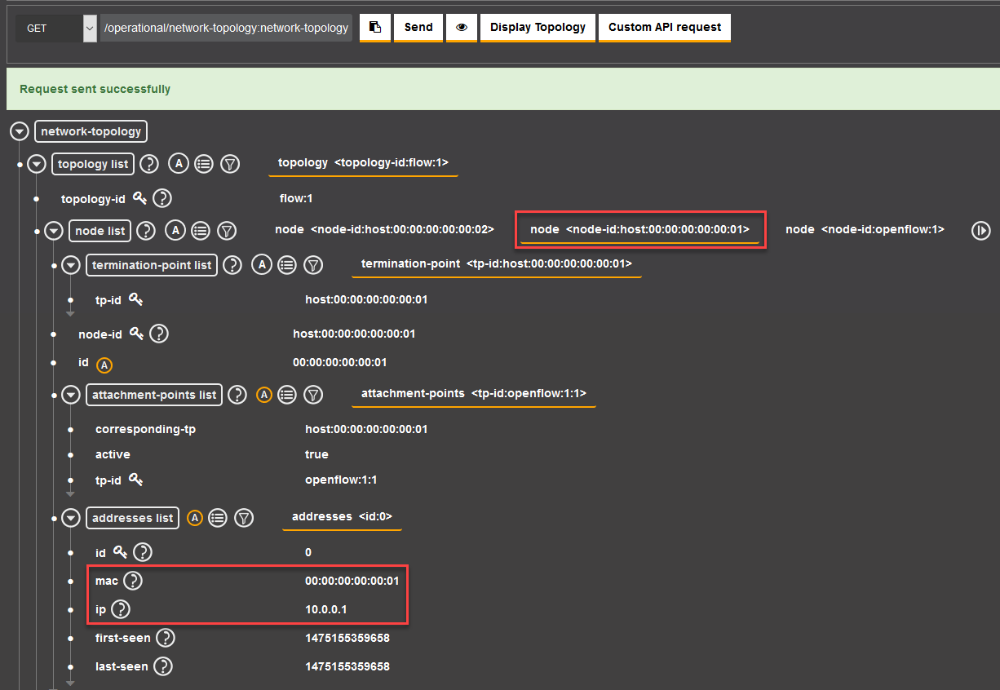 GET /operational/network-topology:network-topology Send Display Topology Custom API request
Request sent successfully
network-topology
topology list ? A topology <topology-id:flow:1>
topology-id ? flow:1
node list ? A node <node-id:host:00:00:00:00:00:02> node <node-id:host:00:00:00:00:00:01> node <node-id:openflow:1>
termination-point list ? A termination-point <tp-id:host:00:00:00:00:00:01>
tp-id host:00:00:00:00:00:01
node-id ? host:00:00:00:00:00:01
id A 00:00:00:00:00:01
attachment-points list ? A attachment-points <tp-id:openflow:1:1>
corresponding-tp host:00:00:00:00:00:01
active true
tp-id openflow:1:1
addresses list A addresses <id:0>
id ? 0
mac ? 00:00:00:00:00:01
ip ? 10.0.0.1
first-seen ? 1475155359658
last-seen ? 1475155359658